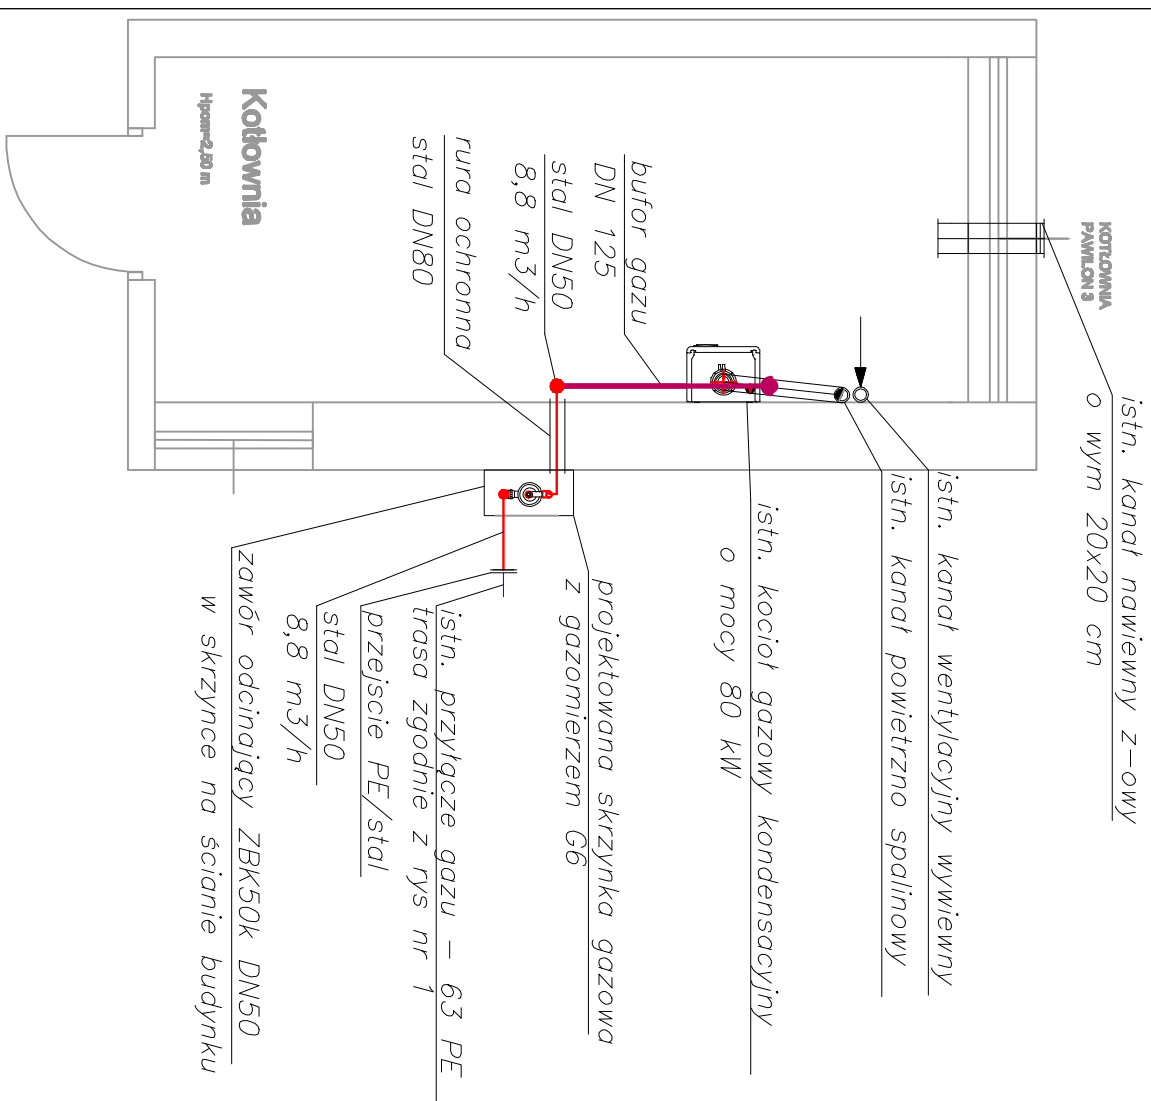 KOTŁOWNIA
PAWILON 3
istn. kanał nawiewny z-owy
o wym 20x20 cm
istn. kanał wentylacyjny wywiewny
istn. kanał powietrzno spalinowy
istn. kocioł gazowy kondensacyjny
o mocy 80 kW
bufor gazu
DN 125
stal DN50
8,8 m3/h
rura ochronna
stal DN80
Kotłownia
Hpom=2,50 m
projektowana skrzynka gazowa
z gazomierzem G6
istn. przyłącze gazu - 63 PE
trasa zgodnie z rys nr 1
przejscie PE/stal
stal DN50
8,8 m3/h
zawór odcinający ZBK50k DN50
w skrzynce na ścianie budynku